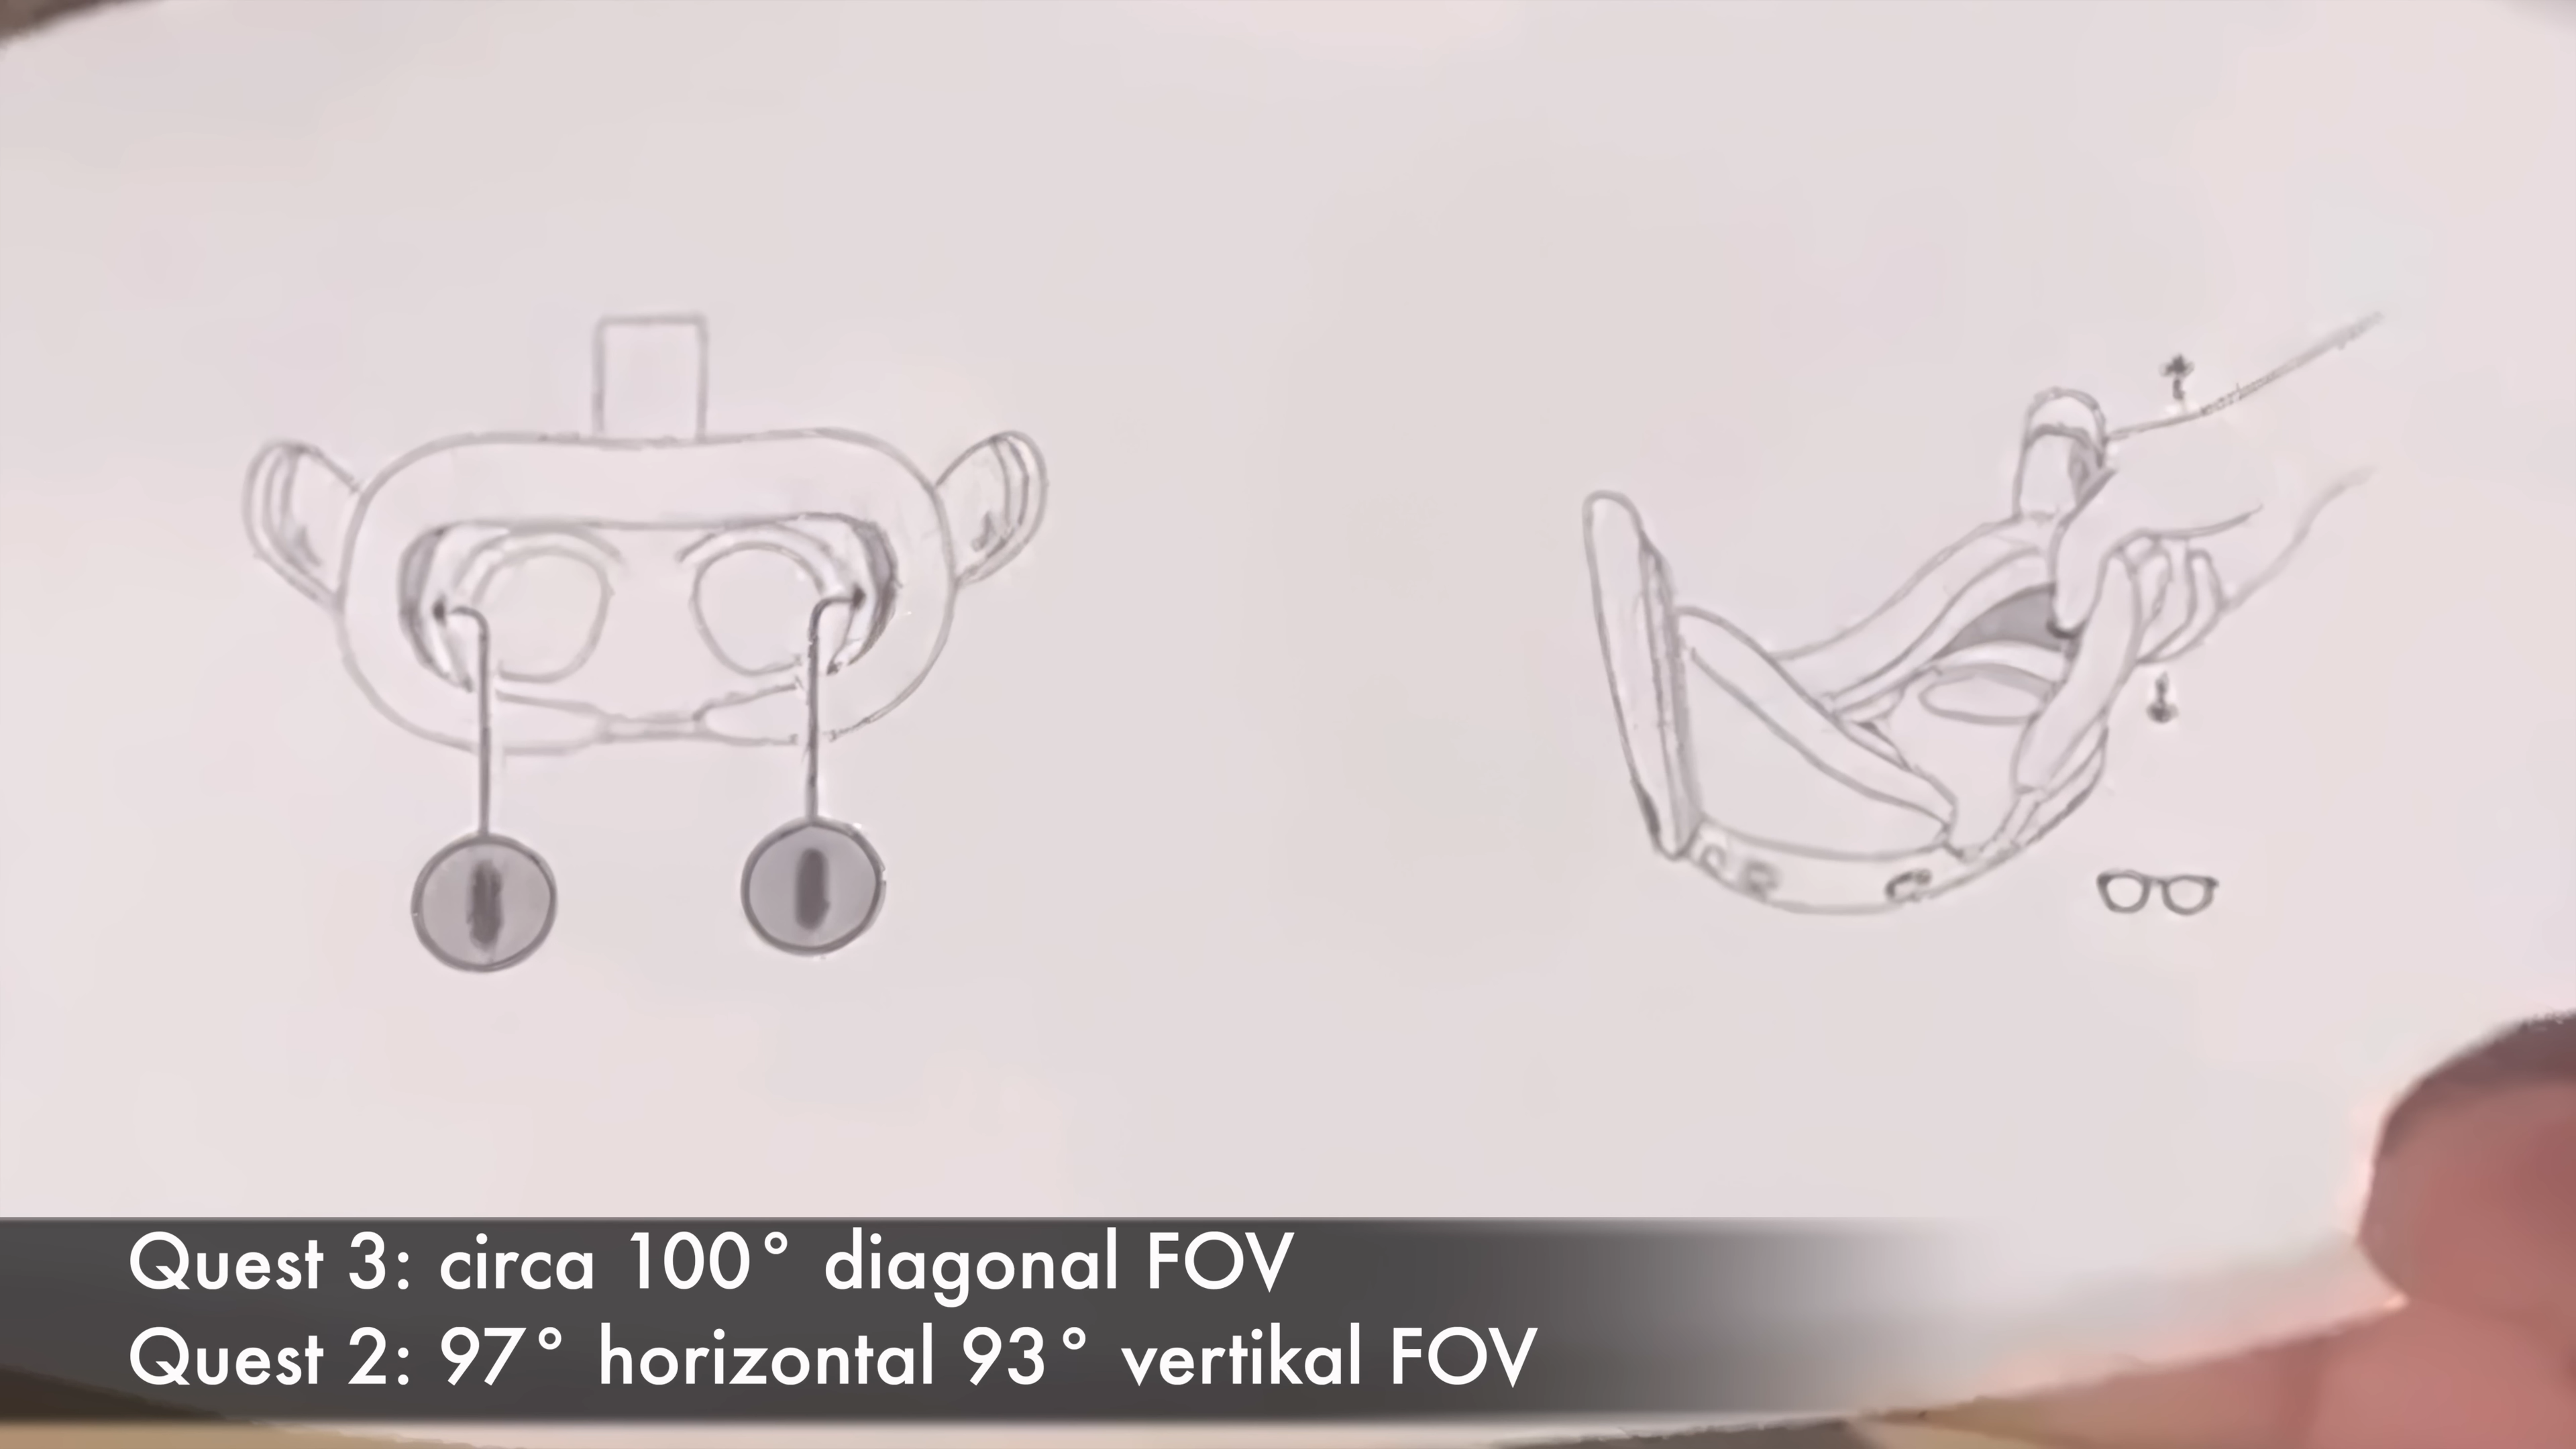 Quest 3: circa 100° diagonal FOV
Quest 2: 97° horizontal 93° vertikal FOV